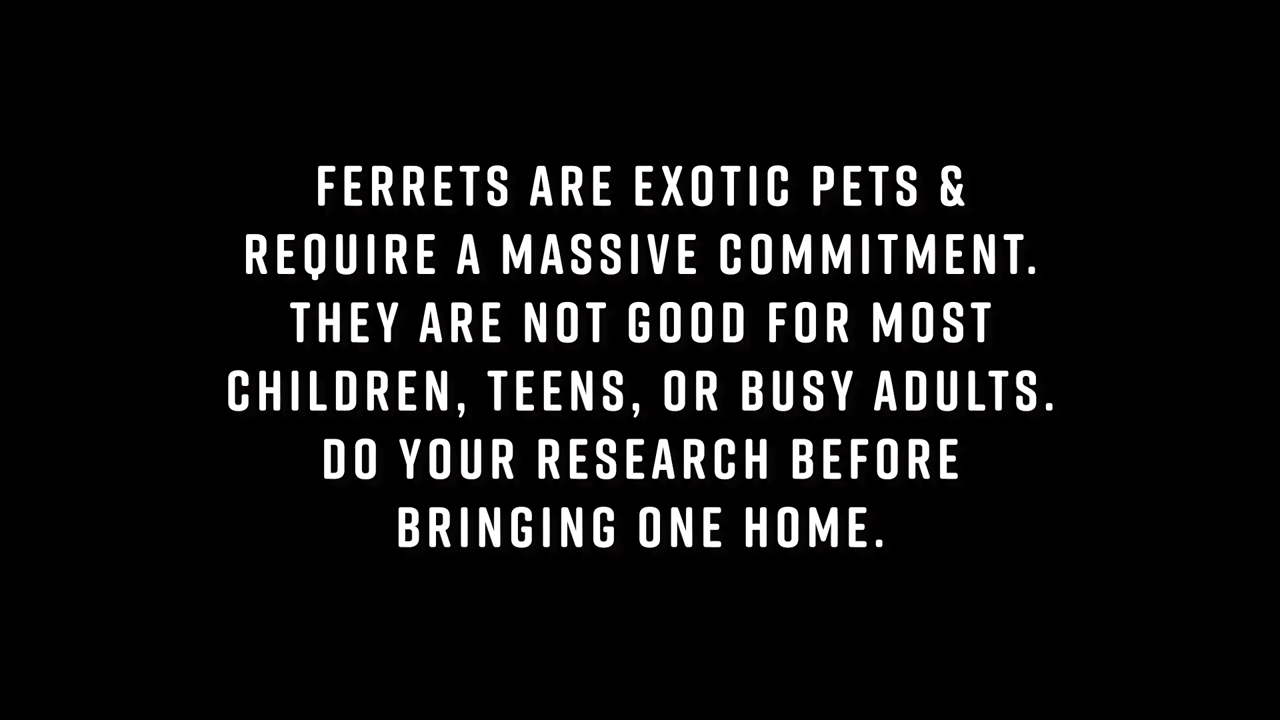 FERRETS ARE EXOTIC PETS &
REQUIRE A MASSIVE COMMITMENT.
THEY ARE NOT GOOD FOR MOST
CHILDREN, TEENS, OR BUSY ADULTS.
DO YOUR RESEARCH BEFORE
BRINGING ONE HOME.